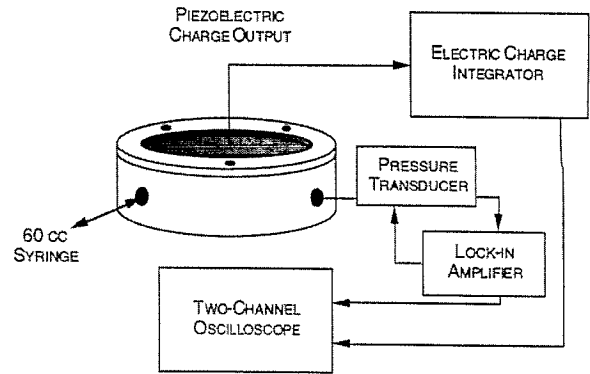 PIEZOELECTRIC
CHARGE OUTPUT
ELECTRIC CHARGE
INTEGRATOR
PRESSURE
TRANSDUCER
60 CC
SYRINGE
LOCK-IN
AMPLIFIER
TWO-CHANNEL
OSCILLOSCOPE